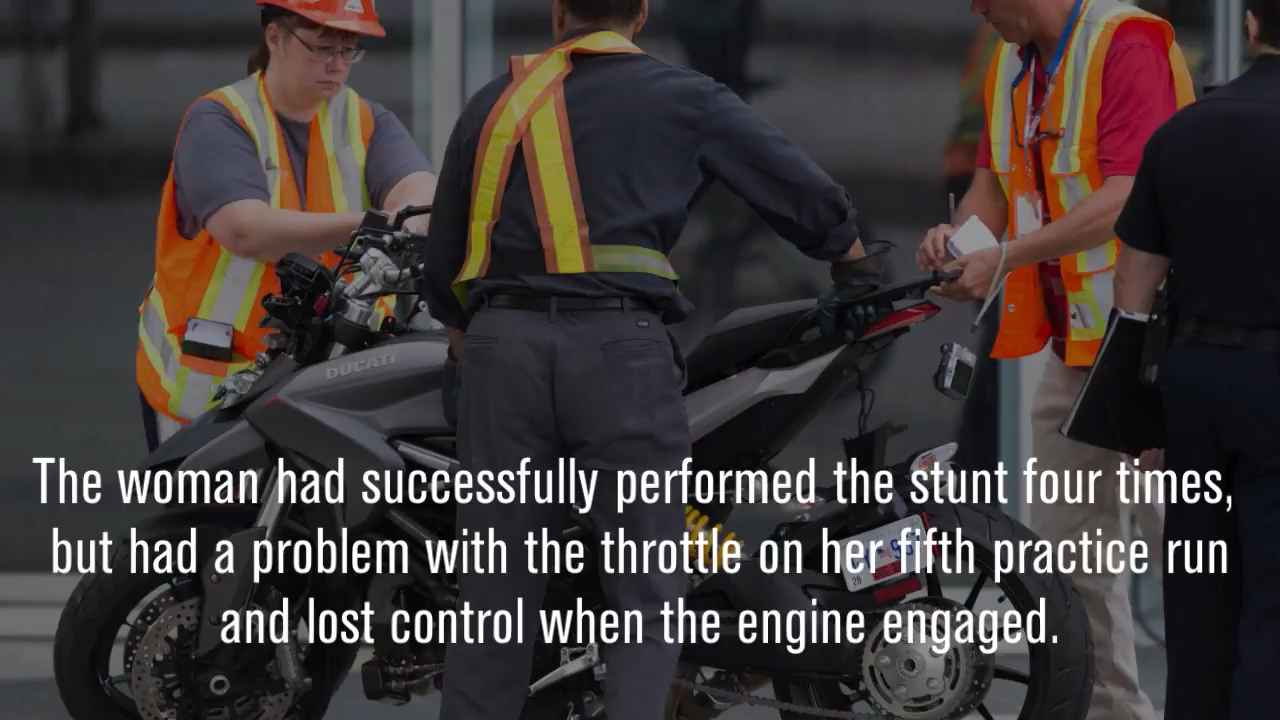 DUCATI
The woman had successfully performed the stunt four times,
but had a problem with the throttle on her fifth practice run
and lost control when the engine engaged.